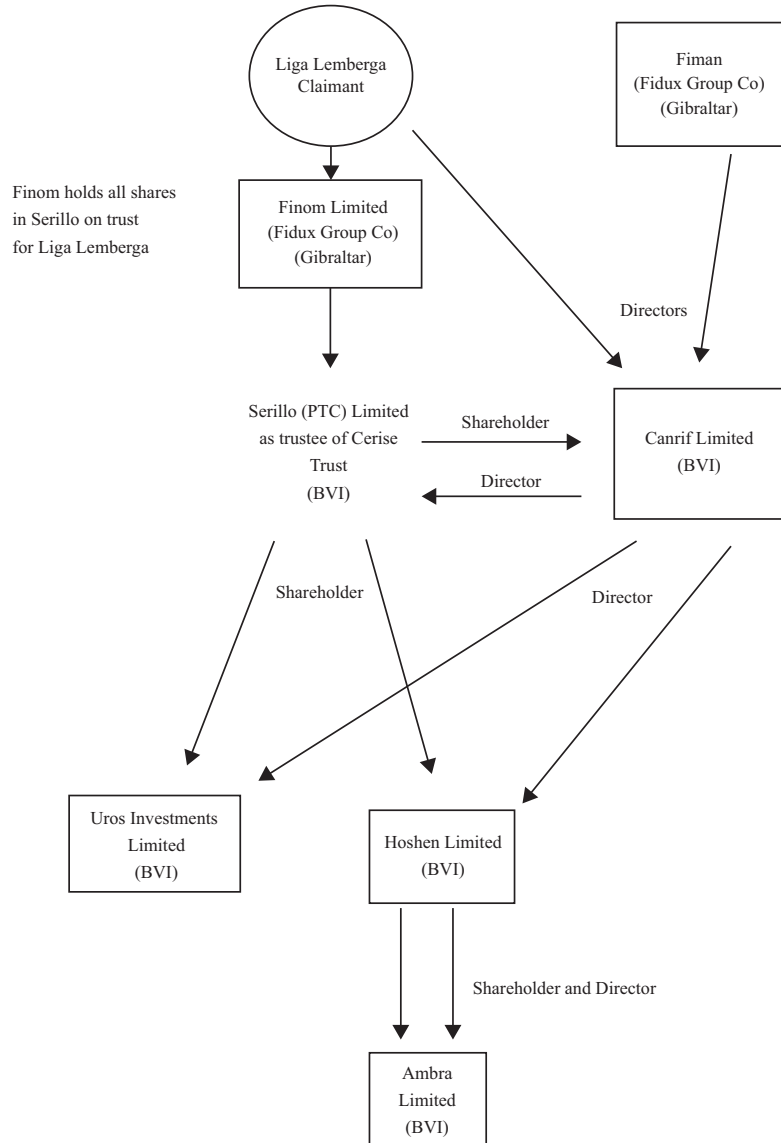 Liga Lemberga
Claimant
Fiman
(Fidux Group Co)
(Gibraltar)
Finom holds all shares
in Serillo on trust
for Liga Lemberga
Finom Limited
(Fidux Group Co)
(Gibraltar)
Directors
Serillo (PTC) Limited
as trustee of Cerise
Trust
(BVI)
Shareholder
Director
Canrif Limited
(BVI)
Shareholder
Director
Uros Investments
Limited
(BVI)
Hoshen Limited
(BVI)
Shareholder and Director
Ambra
Limited
(BVI)